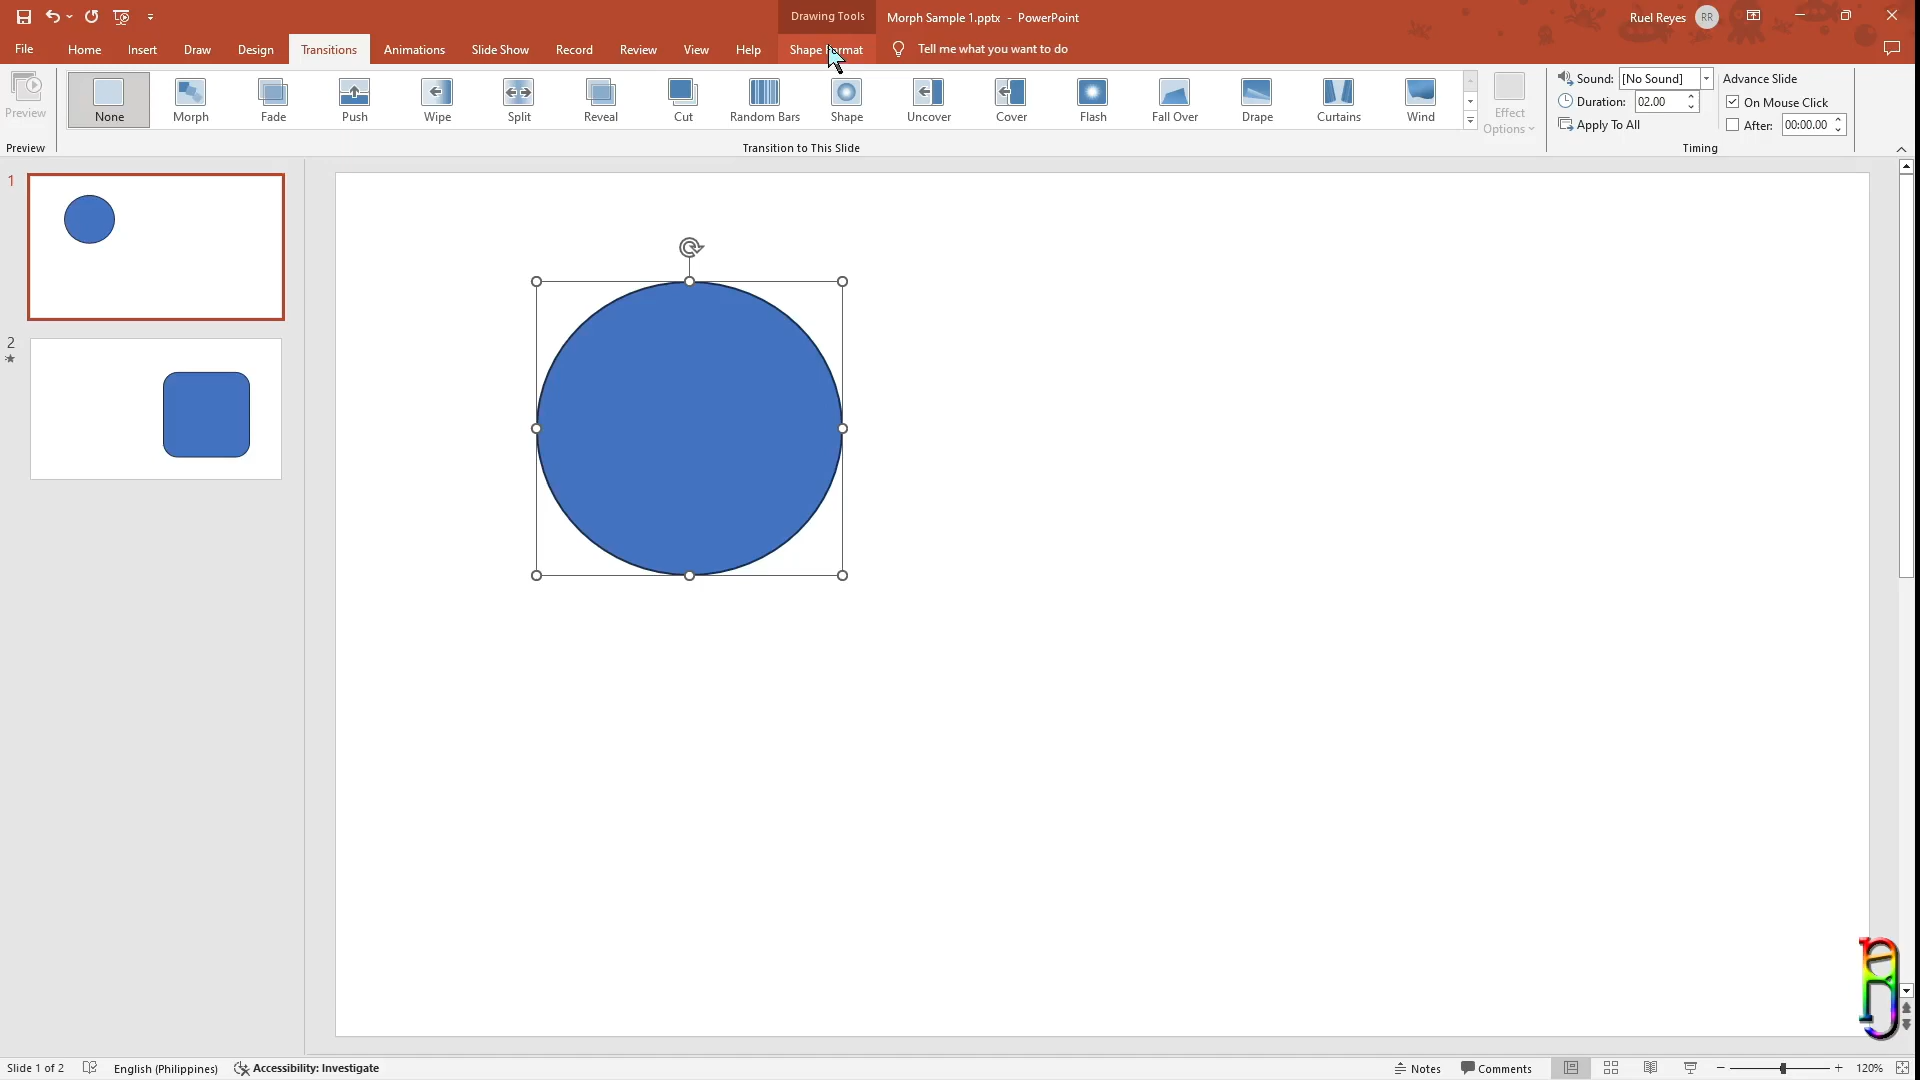 Drawing Tools
Morph Sample 1.pptx - PowerPoint
Ruel Reyes RR
File Home Insert Draw Design Transitions Animations Slide Show Record Review View Help Shape Format Tell me what you want to do
Preview
None Morph Fade Push Wipe Split Reveal Cut Random Bars Shape Uncover Cover Flash Fall Over Drape Curtains Wind
Effect
Options
Sound: [No Sound]
Duration: 02.00
Apply To All
Advance Slide
On Mouse Click
After: 00:00.00
Preview Transition to This Slide Timing
1
2
Slide 1 of 2 English (Philippines) Accessibility: Investigate Notes Comments 120%